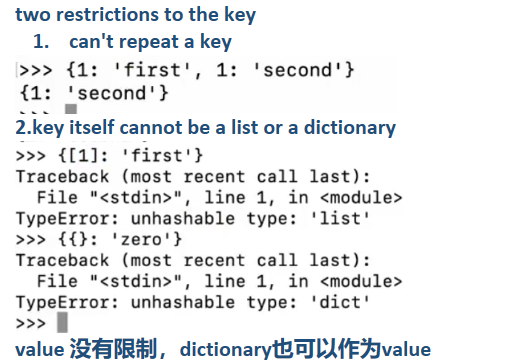 two restrictions to the key
1. can't repeat a key
>>> {1: 'first', 1: 'second'}
{1: 'second'}
2.key itself cannot be a list or a dictionary
>>> {[1]: 'first'}
Traceback (most recent call last):
  File "<stdin>", line 1, in <module>
TypeError: unhashable type: 'list'
>>> {{}: 'zero'}
Traceback (most recent call last):
  File "<stdin>", line 1, in <module>
TypeError: unhashable type: 'dict'
>>>
value 没有限制，dictionary也可以作为value